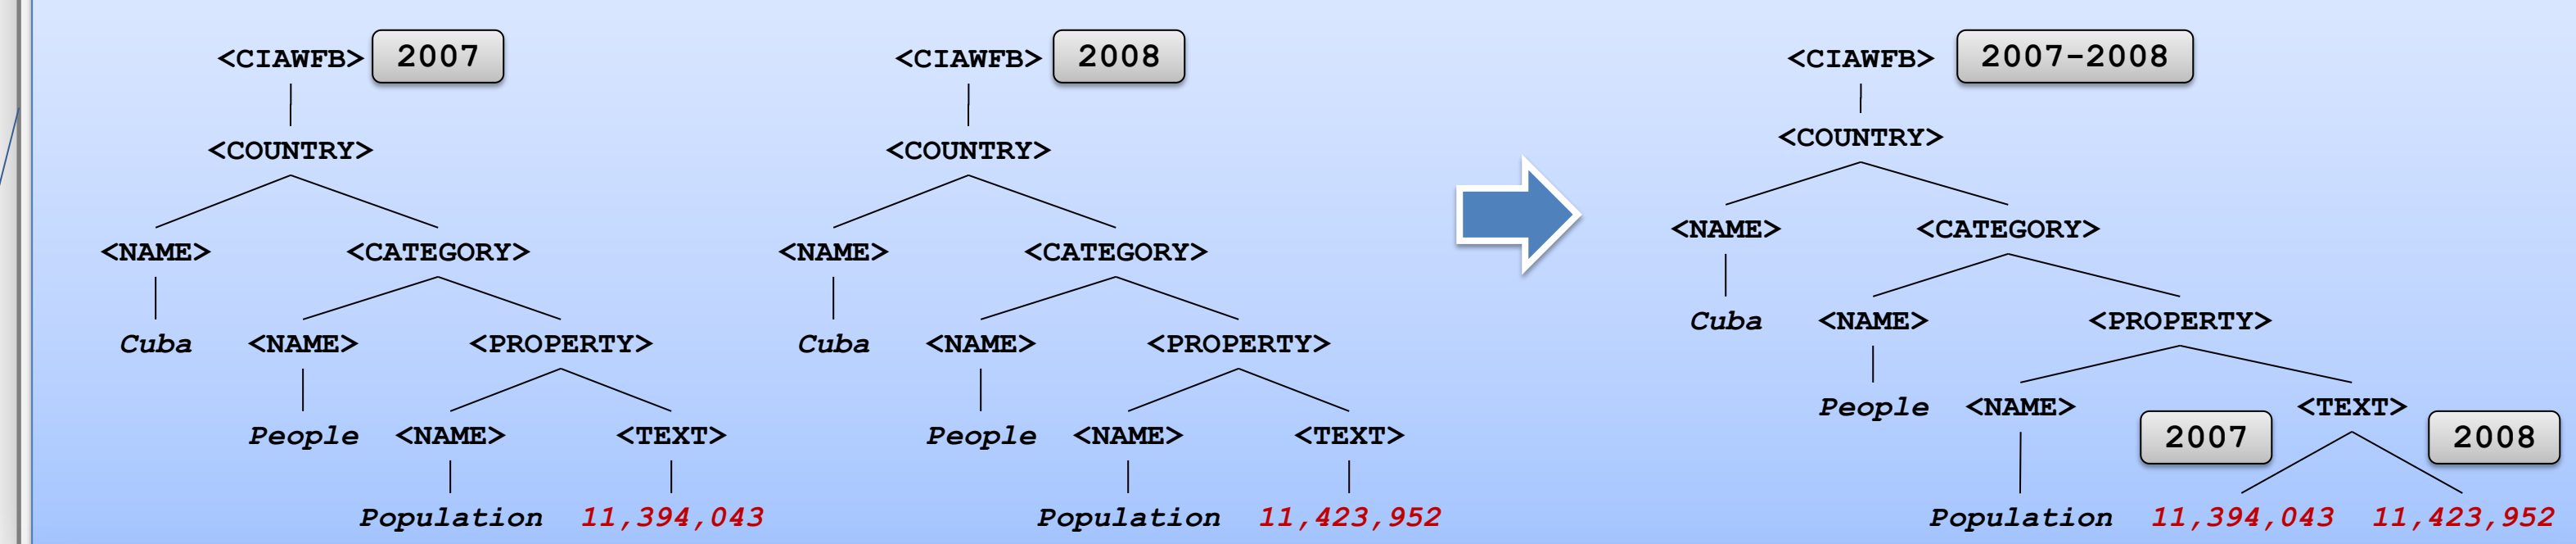 <CIAWFB> 2007
<COUNTRY>
<NAME> <CATEGORY>
Cuba <NAME> <PROPERTY>
People <NAME> <TEXT>
Population 11,394,043
<CIAWFB> 2008
<COUNTRY>
<NAME> <CATEGORY>
Cuba <NAME> <PROPERTY>
People <NAME> <TEXT>
Population 11,423,952
<CIAWFB> 2007-2008
<COUNTRY>
<NAME> <CATEGORY>
Cuba <NAME> <PROPERTY>
People <NAME> <TEXT>
2007 2008
Population 11,394,043 11,423,952